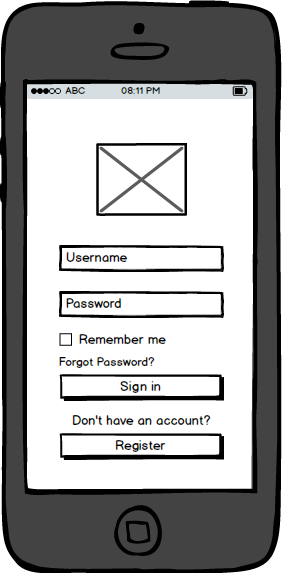 ABC 08:11 PM
Username
Password
Remember me
Forgot Password?
Sign in
Don't have an account?
Register